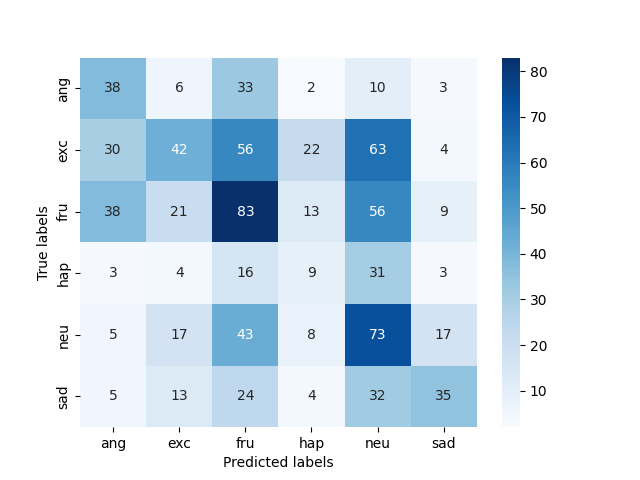 ang 38 6 33 2 10 3
exc 30 42 56 22 63 4
fru 38 21 83 13 56 9
hap 3 4 16 9 31 3
neu 5 17 43 8 73 17
sad 5 13 24 4 32 35
ang exc fru hap neu sad
Predicted labels
True labels
80
70
60
50
40
30
20
10